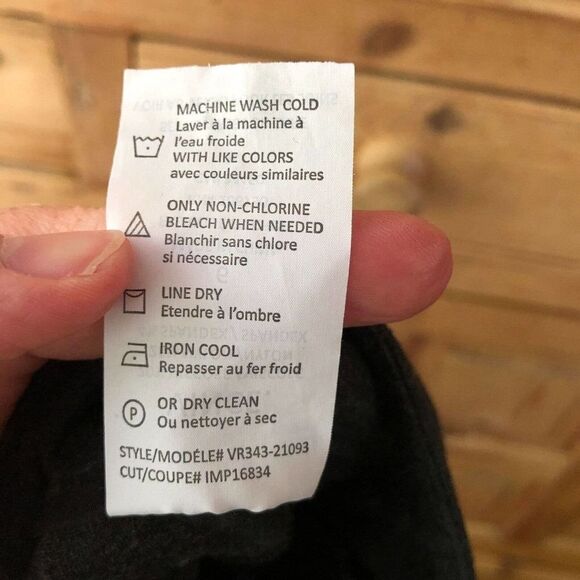 MACHINE WASH COLD
Laver à la machine à
l'eau froide
WITH LIKE COLORS
avec couleurs similaires
ONLY NON-CHLORINE
BLEACH WHEN NEEDED
Blanchir sans chlore
si nécessaire
LINE DRY
Etendre à l'ombre
IRON COOL
Repasser au fer froid
P
OR DRY CLEAN
Ou nettoyer à sec
STYLE/MODÉLE# VR343-21093
CUT/COUPE# IMP16834